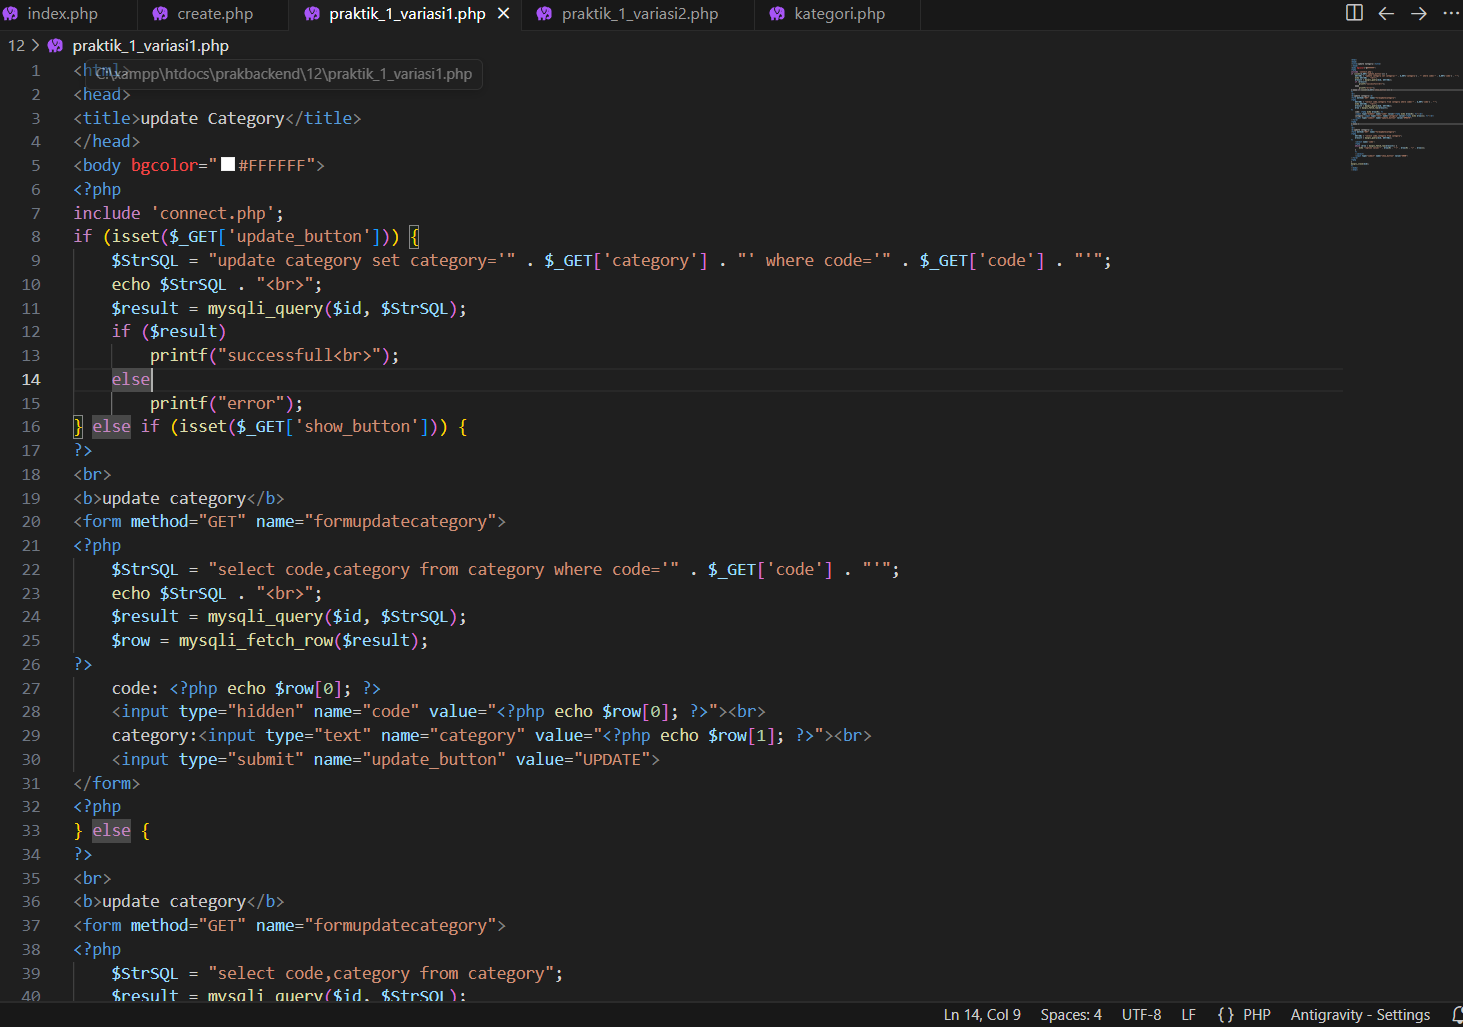 index.php
create.php
praktik_1_variasi1.php
praktik_1_variasi2.php
kategori.php
12 > praktik_1_variasi1.php
C:\xampp\htdocs\prakbackend\12\praktik_1_variasi1.php
1 <html>
2 <head>
3 <title>update Category</title>
4 </head>
5 <body bgcolor="#FFFFFF">
6 <?php
7 include 'connect.php';
8 if (isset($_GET['update_button'])) {
9 $StrSQL = "update category set category='" . $_GET['category'] . "' where code='" . $_GET['code'] . "'";
10 echo $StrSQL . "<br>";
11 $result = mysqli_query($id, $StrSQL);
12 if ($result)
13 printf("successfull<br>");
14 else
15 printf("error");
16 } else if (isset($_GET['show_button'])) {
17 ?>
18 <br>
19 <b>update category</b>
20 <form method="GET" name="formupdatecategory">
21 <?php
22 $StrSQL = "select code,category from category where code='" . $_GET['code'] . "'";
23 echo $StrSQL . "<br>";
24 $result = mysqli_query($id, $StrSQL);
25 $row = mysqli_fetch_row($result);
26 ?>
27 code: <?php echo $row[0]; ?>
28 <input type="hidden" name="code" value="<?php echo $row[0]; ?>"><br>
29 category:<input type="text" name="category" value="<?php echo $row[1]; ?>"><br>
30 <input type="submit" name="update_button" value="UPDATE">
31 </form>
32 <?php
33 } else {
34 ?>
35 <br>
36 <b>update category</b>
37 <form method="GET" name="formupdatecategory">
38 <?php
39 $StrSQL = "select code,category from category";
40 $result = mysqli_query($id, $StrSQL);
Ln 14, Col 9
Spaces: 4
UTF-8
LF
{ } PHP
Antigravity - Settings